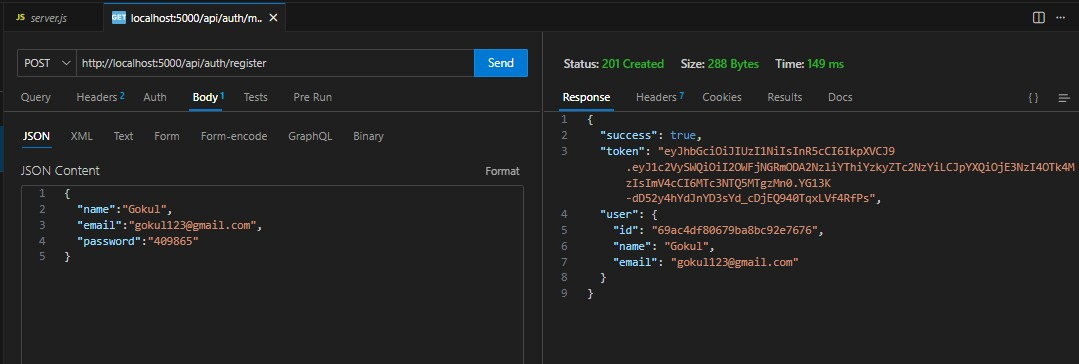 JS server.js
GET localhost:5000/api/auth/m..
POST http://localhost:5000/api/auth/register Send
Query Headers 2 Auth Body 1 Tests Pre Run
JSON XML Text Form Form-encode GraphQL Binary
JSON Content Format
1 {
2 "name":"Gokul",
3 "email":"gokul123@gmail.com",
4 "password":"409865"
5 }
Status: 201 Created Size: 288 Bytes Time: 149 ms
Response Headers 7 Cookies Results Docs {}
1 {
2 "success": true,
3 "token": "eyJhbGciOiJIUzI1NiIsInR5cCI6IkpXVCJ9
.eyJ1c2VySWQiOiI2OWFjNGRmODA2NzliYThiYzkyZTc2NzYiLCJpYXQiOjE3NzI4OTk4M
zIsImV4cCI6MTc3NTQ5MTgzMn0.YG13K
-dD52y4hYdJnYD3sYd_cDjEQ940TqxLVf4RfPs",
4 "user": {
5 "id": "69ac4df80679ba8bc92e7676",
6 "name": "Gokul",
7 "email": "gokul123@gmail.com"
8 }
9 }